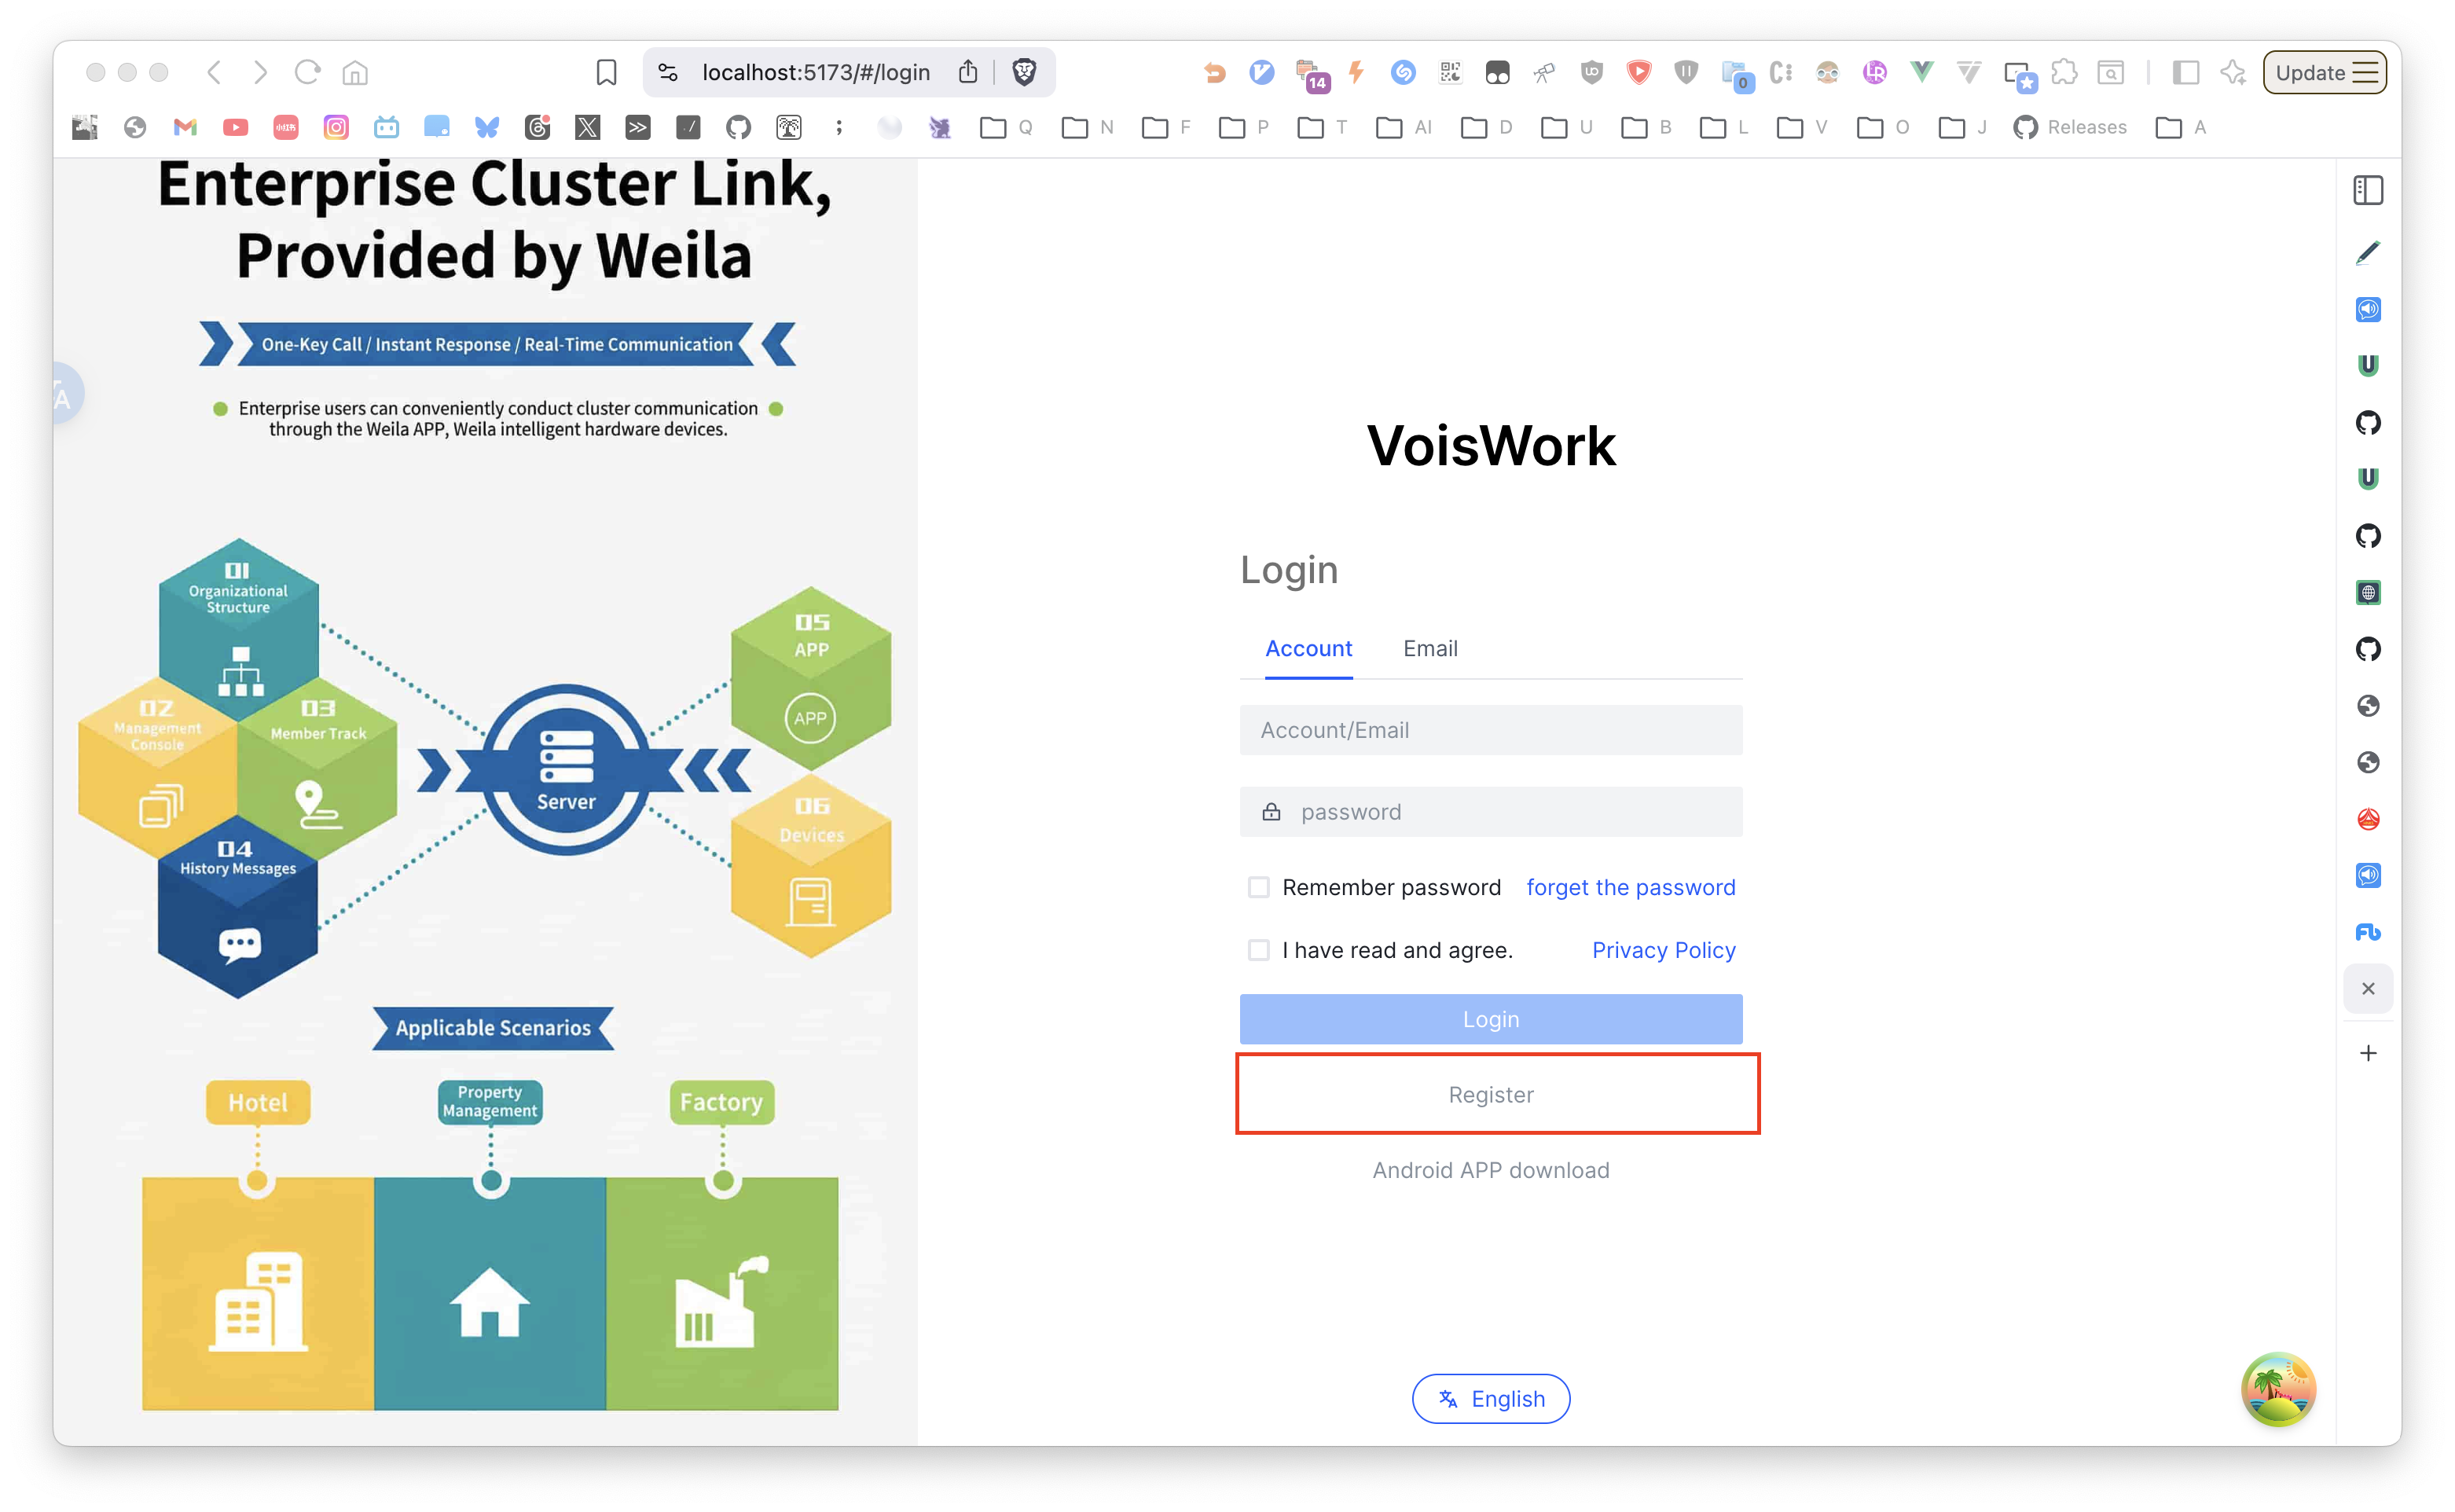 localhost:5173/#/login
14
0
Update
Q
N
F
P
T
AI
D
U
B
L
V
O
J
Releases
A
Enterprise Cluster Link,
Provided by Weila
One-Key Call / Instant Response / Real-Time Communication
Enterprise users can conveniently conduct cluster communication
through the Weila APP, Weila intelligent hardware devices.
01
Organizational
Structure
02
Management
Console
03
Member Track
04
History Messages
Server
05
APP
APP
06
Devices
Applicable Scenarios
Hotel
Property
Management
Factory
VoisWork
Login
Account
Email
Account/Email
password
Remember password
forget the password
I have read and agree.
Privacy Policy
Login
Register
Android APP download
English